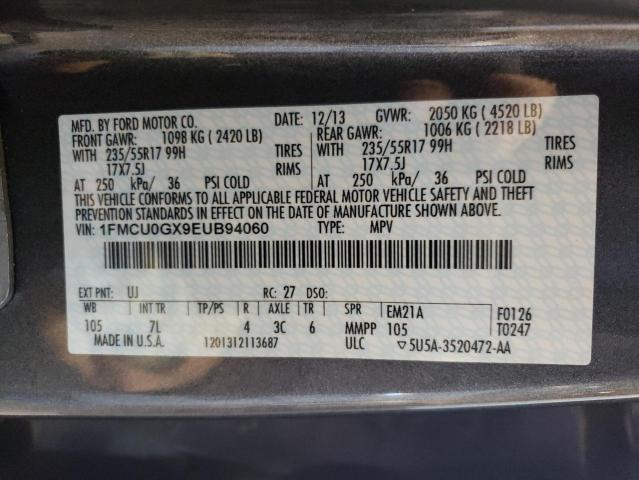 MFD. BY FORD MOTOR CO. DATE: 12/13 GVWR: 2050 KG ( 4520 LB)
FRONT GAWR: 1098 KG ( 2420 LB) REAR GAWR: 1006 KG ( 2218 LB)
WITH 235/55R17 99H TIRES WITH 235/55R17 99H TIRES
17X7.5J RIMS 17X7.5J RIMS
AT 250 kPa/ 36 PSI COLD AT 250 kPa/ 36 PSI COLD
THIS VEHICLE CONFORMS TO ALL APPLICABLE FEDERAL MOTOR VEHICLE SAFETY AND THEFT
PREVENTION STANDARDS IN EFFECT ON THE DATE OF MANUFACTURE SHOWN ABOVE.
VIN: 1FMCU0GX9EUB94060 TYPE: MPV
EXT PNT: UJ RC: 27 DSO:
WB INT TR TP/PS R AXLE TR SPR EM21A F0126
105 7L 4 3C 6 MMPP 105 T0247
MADE IN U.S.A. 1201312113687 ULC ▽5U5A-3520472-AA